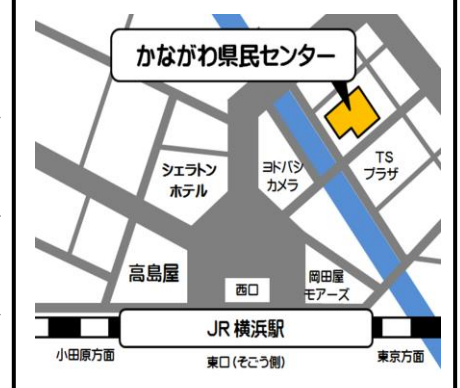 かながわ県民センター
TS
プラザ
シェラトン
ホテル
ヨドバシ
カメラ
高島屋
西口
岡田屋
モアーズ
JR 横浜駅
小田原方面
東口(そごう側)
東京方面